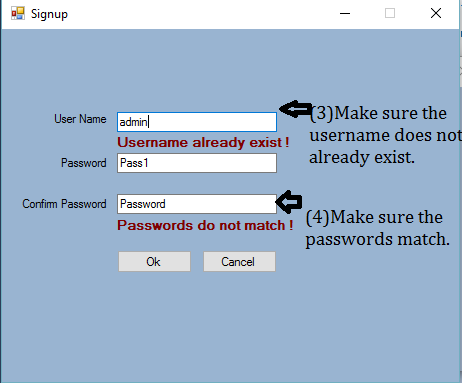 Signup
User Name
admin
(3)Make sure the
username does not
already exist.
Username already exist !
Password
Pass1
Confirm Password
Password
(4)Make sure the
passwords match.
Passwords do not match !
Ok
Cancel